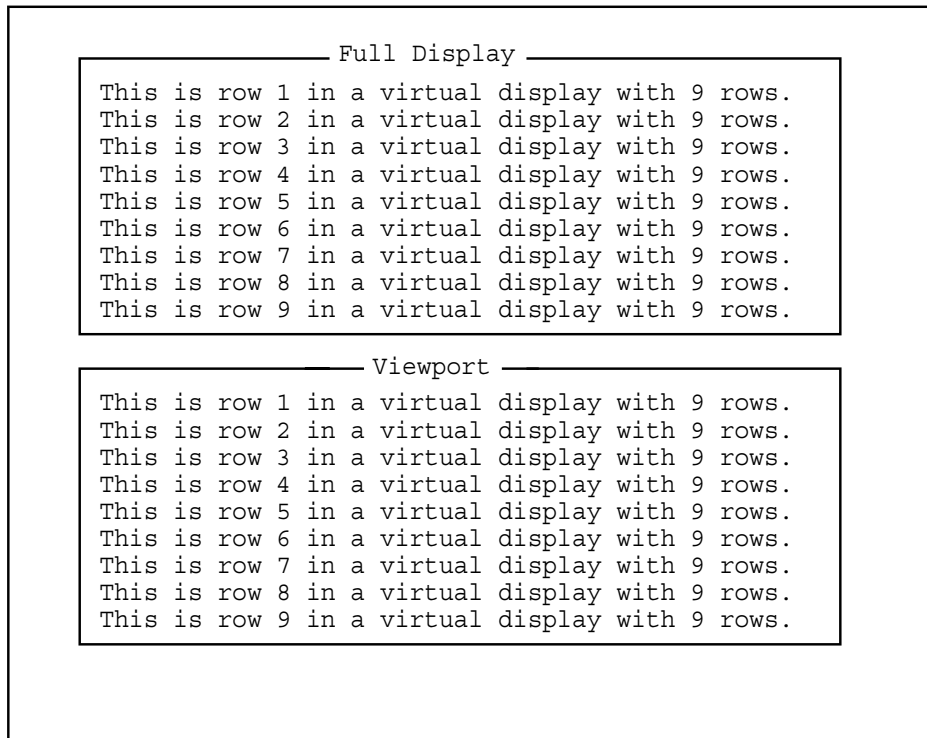 Full Display
This is row 1 in a virtual display with 9 rows.
This is row 2 in a virtual display with 9 rows.
This is row 3 in a virtual display with 9 rows.
This is row 4 in a virtual display with 9 rows.
This is row 5 in a virtual display with 9 rows.
This is row 6 in a virtual display with 9 rows.
This is row 7 in a virtual display with 9 rows.
This is row 8 in a virtual display with 9 rows.
This is row 9 in a virtual display with 9 rows.
Viewport
This is row 1 in a virtual display with 9 rows.
This is row 2 in a virtual display with 9 rows.
This is row 3 in a virtual display with 9 rows.
This is row 4 in a virtual display with 9 rows.
This is row 5 in a virtual display with 9 rows.
This is row 6 in a virtual display with 9 rows.
This is row 7 in a virtual display with 9 rows.
This is row 8 in a virtual display with 9 rows.
This is row 9 in a virtual display with 9 rows.